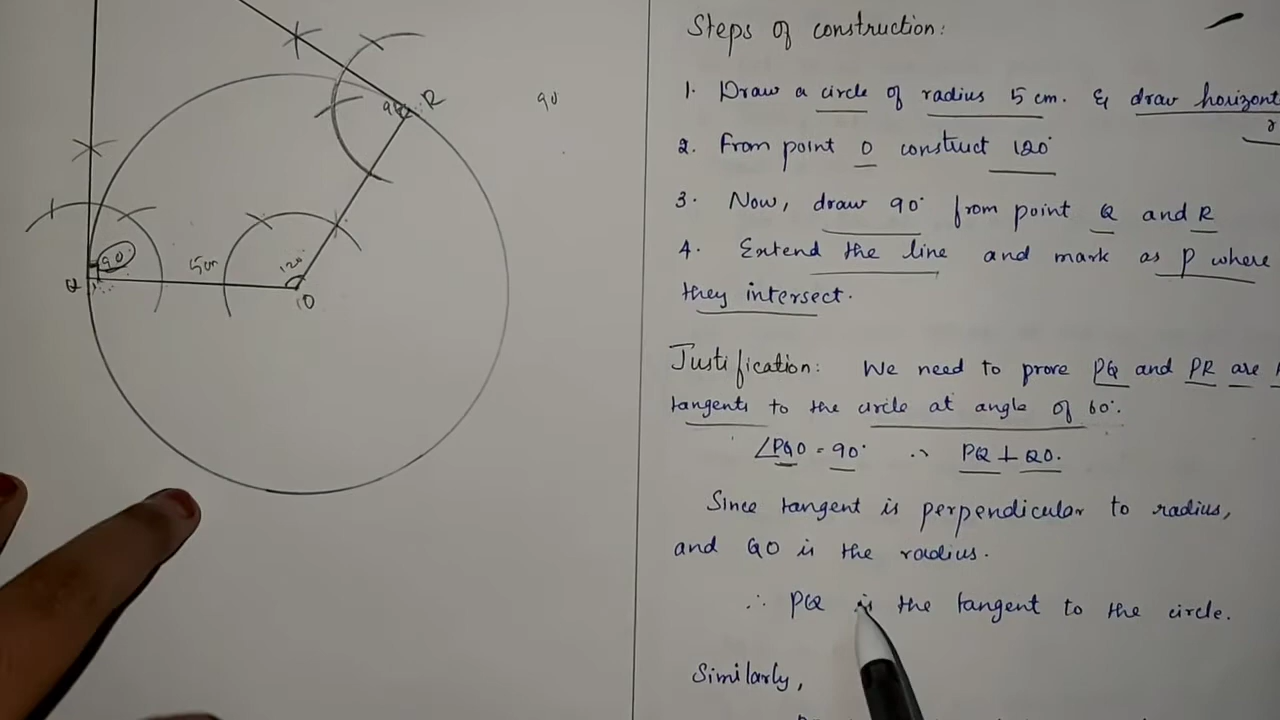 R
90
90
90
Q
5cm
120
O
Steps of construction:
1. Draw a circle of radius 5 cm. & draw horizont
2. From point O construct 120°
3. Now, draw 90° from point Q and R
4. Extend the line and mark as P where
they intersect.
Justification: We need to prove PQ and PR are
tangents to the circle at angle of 60°.
∠PQO = 90° ∴ PQ ⊥ QO.
Since tangent is perpendicular to radius,
and QO is the radius.
∴ PQ is the tangent to the circle.
Similarly,